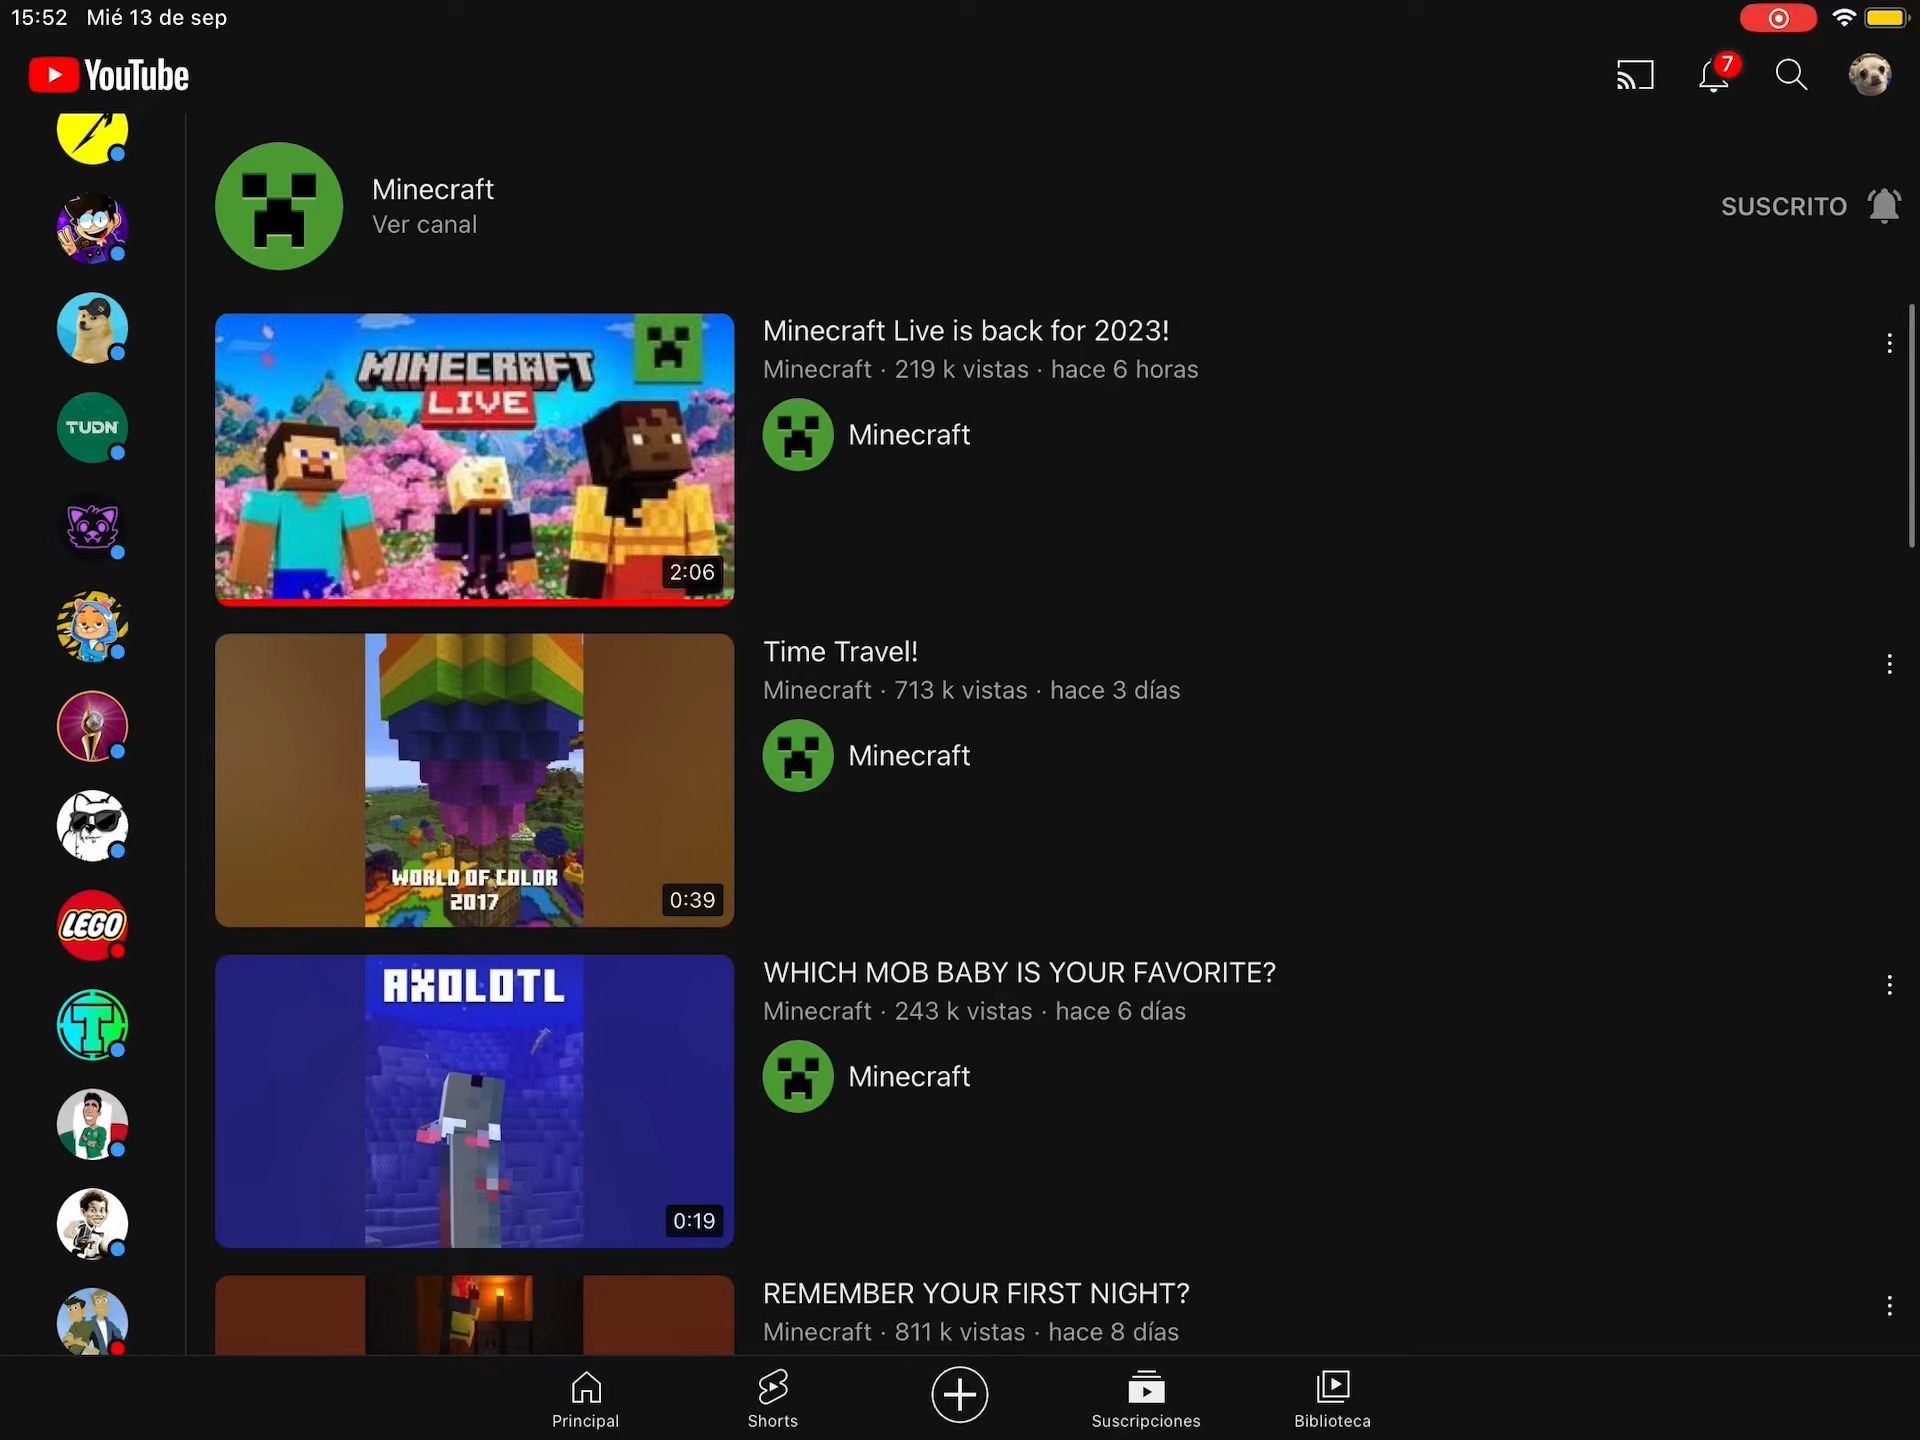 15:52 Mié 13 de sep
YouTube
7
Minecraft
Ver canal
SUSCRITO
MINECRAFT
LIVE
2:06
Minecraft Live is back for 2023!
Minecraft · 219 k vistas · hace 6 horas
Minecraft
WORLD OF COLOR
2017
0:39
Time Travel!
Minecraft · 713 k vistas · hace 3 días
Minecraft
AXOLOTL
0:19
WHICH MOB BABY IS YOUR FAVORITE?
Minecraft · 243 k vistas · hace 6 días
Minecraft
REMEMBER YOUR FIRST NIGHT?
Minecraft · 811 k vistas · hace 8 días
TUDN
LEGO
T
Principal
Shorts
Suscripciones
Biblioteca